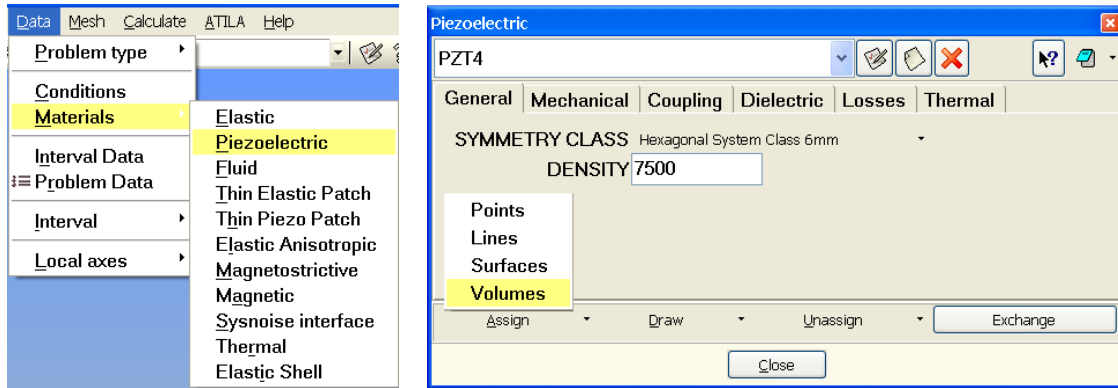 Data Mesh Calculate ATILA Help
Problem type
Conditions
Materials
Interval Data
Problem Data
Interval
Local axes
Elastic
Piezoelectric
Fluid
Thin Elastic Patch
Thin Piezo Patch
Elastic Anisotropic
Magnetostrictive
Magnetic
Sysnoise interface
Thermal
Elastic Shell
Piezoelectric
PZT4
General Mechanical Coupling Dielectric Losses Thermal
SYMMETRY CLASS Hexagonal System Class 6mm
DENSITY 7500
Points
Lines
Surfaces
Volumes
Assign Draw Unassign Exchange
Close